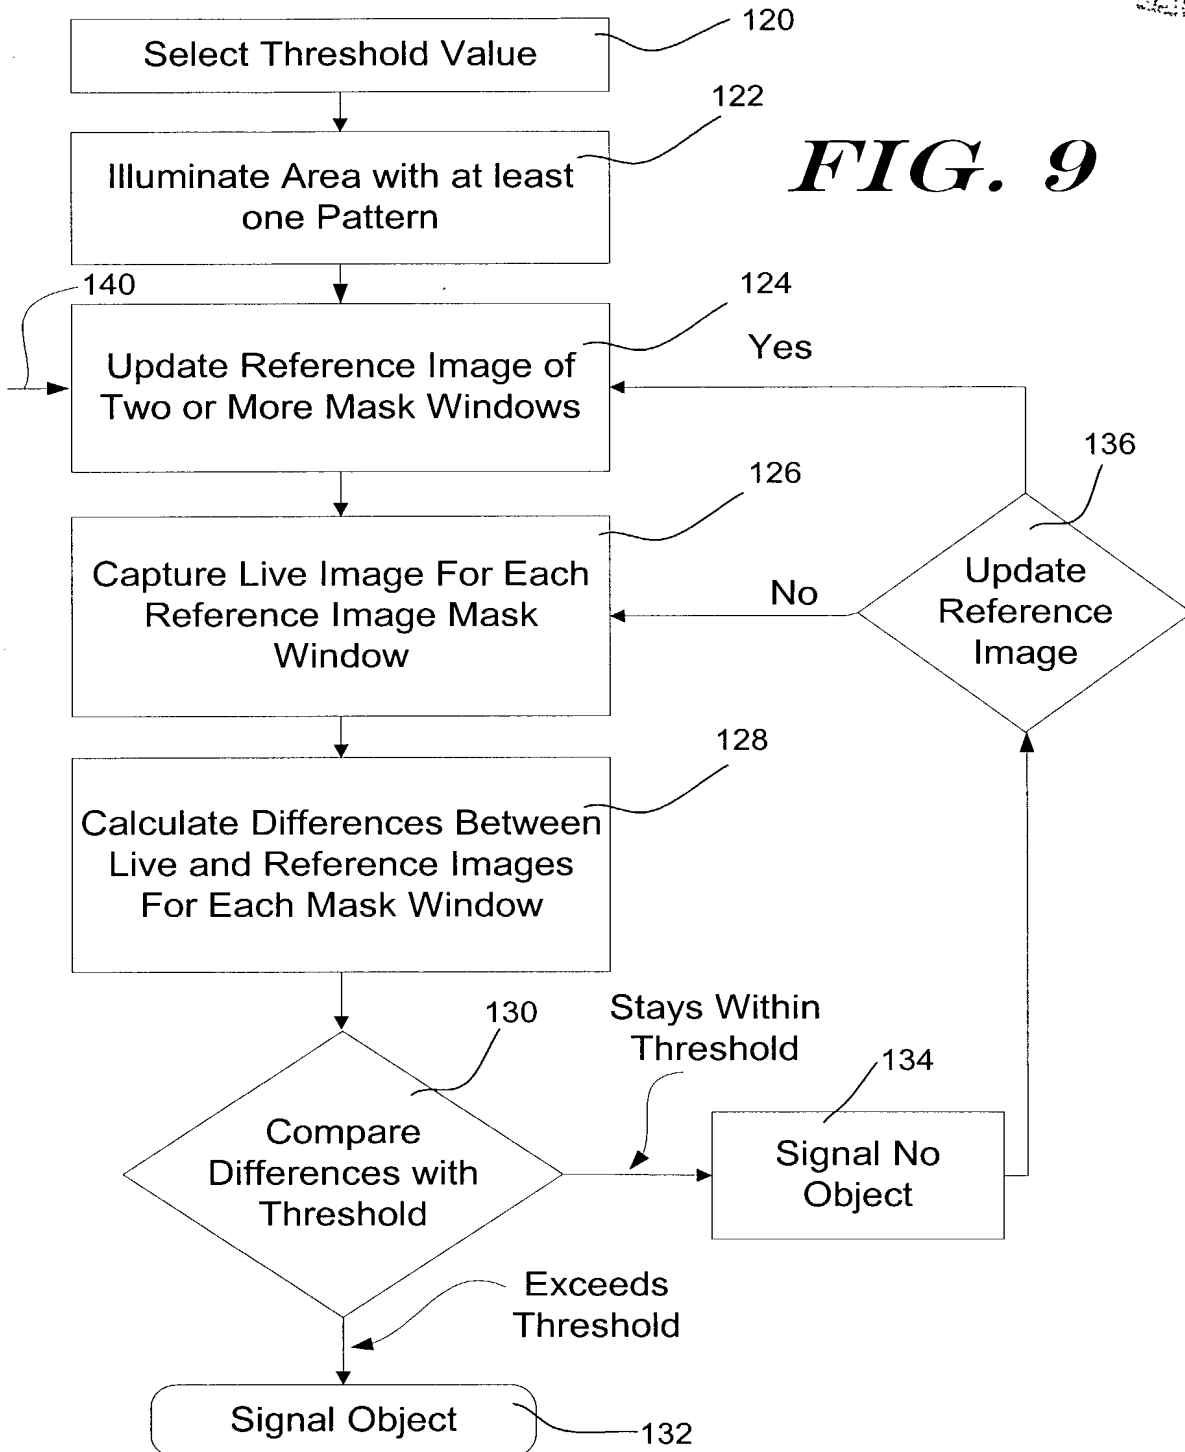 120
Select Threshold Value
122
FIG. 9
Illuminate Area with at least
one Pattern
140
124
Update Reference Image of
Two or More Mask Windows
Yes
136
126
Capture Live Image For Each
Reference Image Mask
Window
No
Update
Reference
Image
128
Calculate Differences Between
Live and Reference Images
For Each Mask Window
130
Stays Within
Threshold
134
Compare
Differences with
Threshold
Signal No
Object
Exceeds
Threshold
Signal Object
132